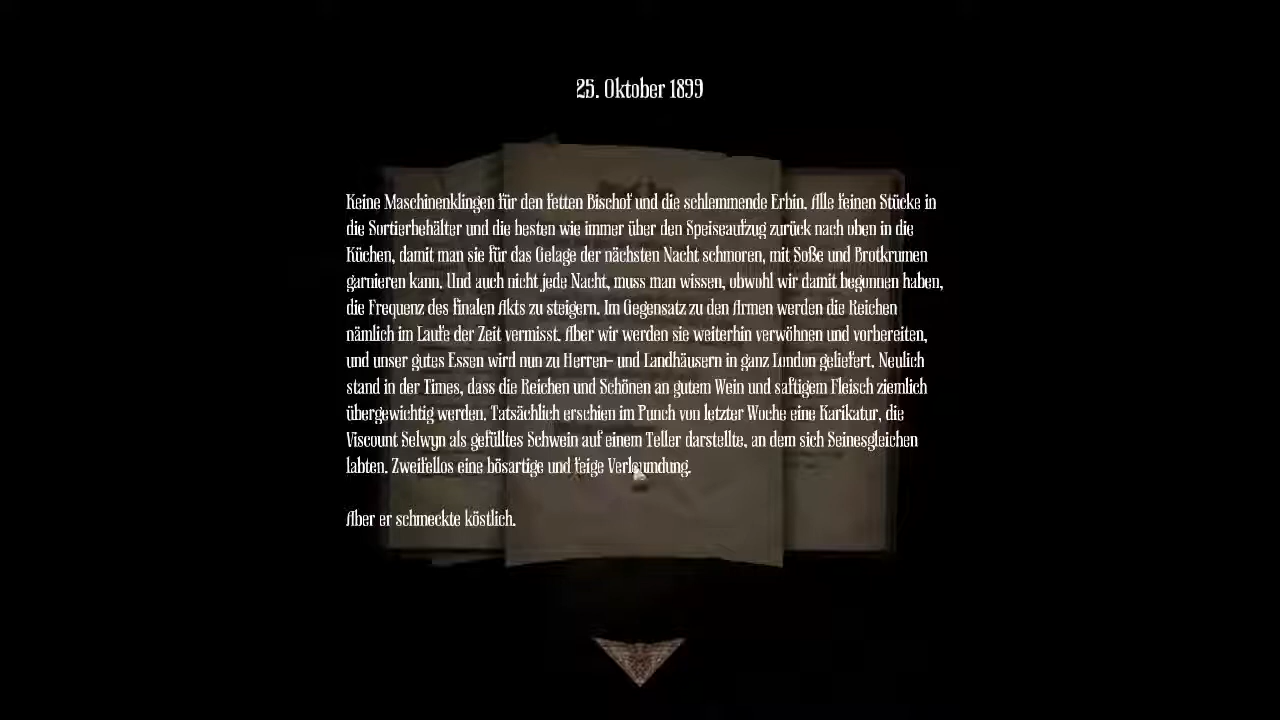 25. Oktober 1899
Keine Maschinenklingen für den fetten Bischof und die schlemmende Erbin. Alle feinen Stücke in
die Sortierbehälter und die besten wie immer über den Speiseaufzug zurück nach oben in die
Küchen, damit man sie für das Gelage der nächsten Nacht schmoren, mit Soße und Brotkrumen
garnieren kann. Und auch nicht jede Nacht, muss man wissen, obwohl wir damit begonnen haben,
die Frequenz des finalen Akts zu steigern. Im Gegensatz zu den Armen werden die Reichen
nämlich im Laufe der Zeit vermisst. Aber wir werden sie weiterhin verwöhnen und vorbereiten,
und unser gutes Essen wird nun zu Herren- und Landhäusern in ganz London geliefert. Neulich
stand in der Times, dass die Reichen und Schönen an gutem Wein und saftigem Fleisch ziemlich
übergewichtig werden. Tatsächlich erschien im Punch von letzter Woche eine Karikatur, die
Viscount Selwyn als gefülltes Schwein auf einem Teller darstellte, an dem sich Seinesgleichen
labten. Zweifellos eine bösartige und feige Verleumdung.
Aber er schmeckte köstlich.